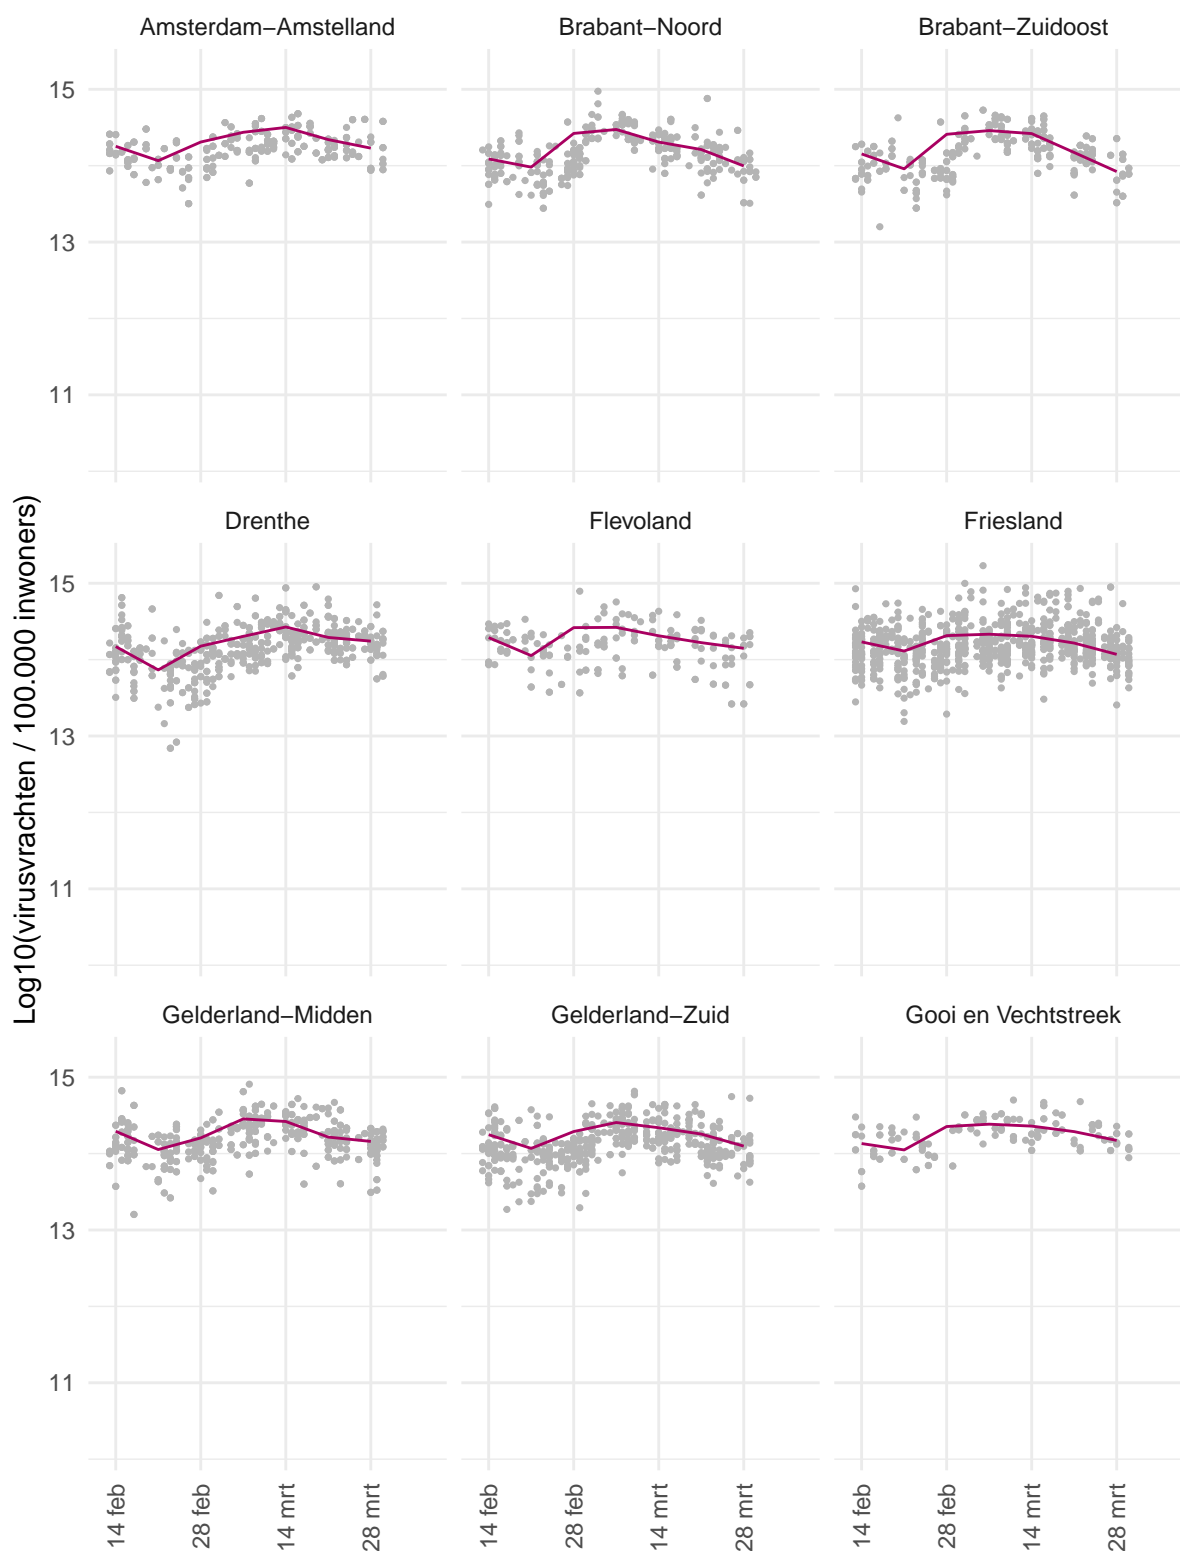 Amsterdam−Amstelland
Brabant−Noord
Brabant−Zuidoost
15
13
11
Drenthe
Flevoland
Friesland
15
13
11
Log10(virusvrachten / 100.000 inwoners)
Gelderland−Midden
Gelderland−Zuid
Gooi en Vechtstreek
15
13
11
14 feb
28 feb
14 mrt
28 mrt
14 feb
28 feb
14 mrt
28 mrt
14 feb
28 feb
14 mrt
28 mrt